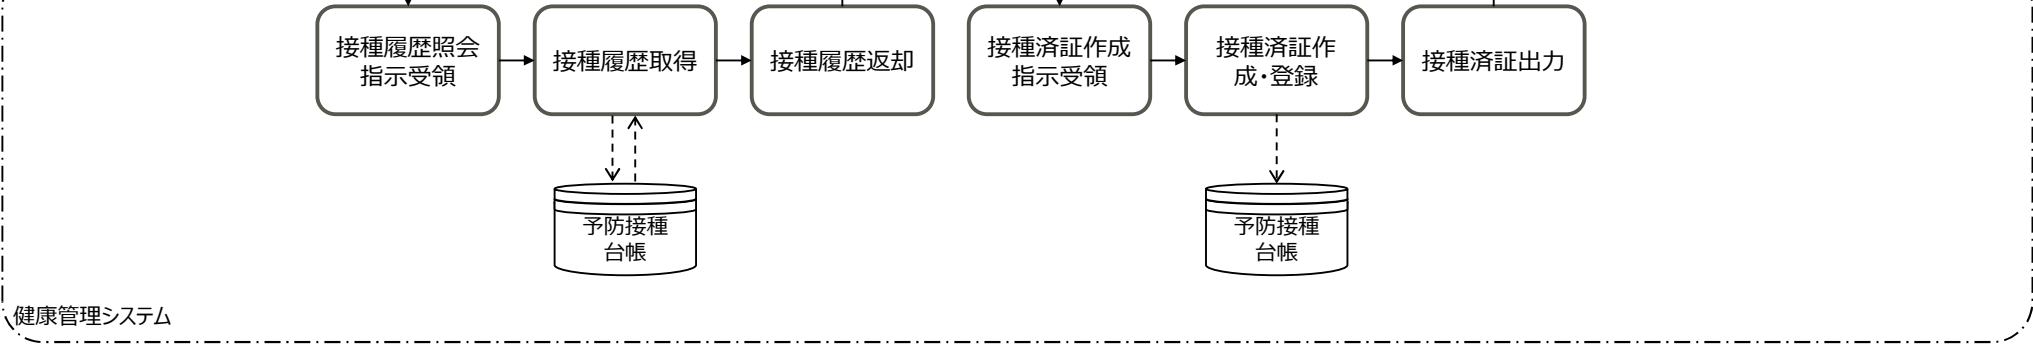 接種履歴照会
指示受領
接種履歴取得
接種履歴返却
接種済証作成
指示受領
接種済証作
成・登録
接種済証出力
予防接種
台帳
予防接種
台帳
健康管理システム